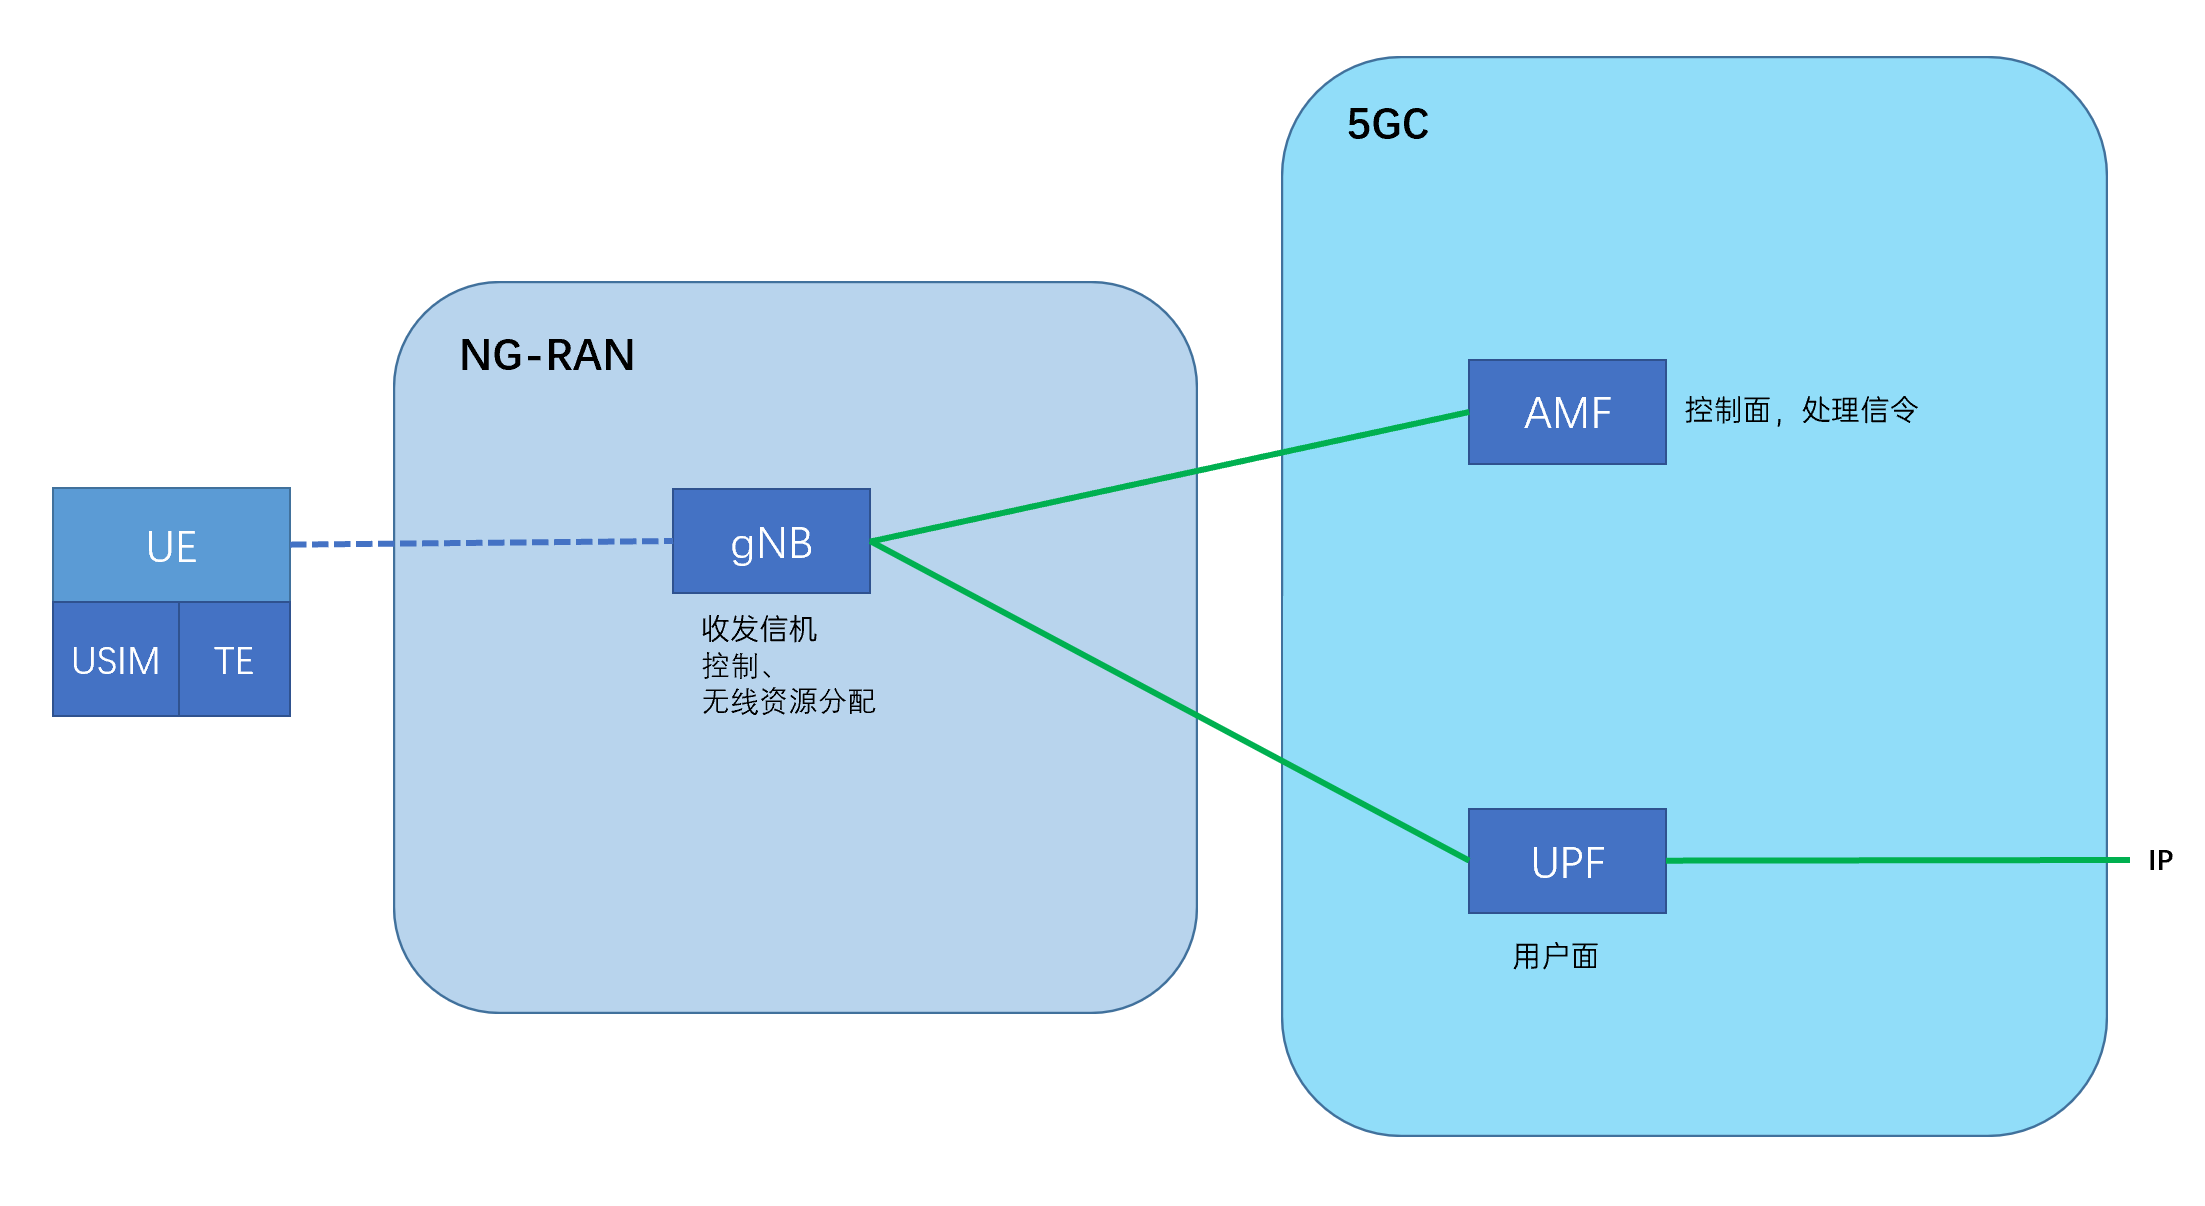 5GC
NG-RAN
AMF
控制面，处理信令
UE
gNB
USIM
TE
收发信机
控制、
无线资源分配
UPF
IP
用户面